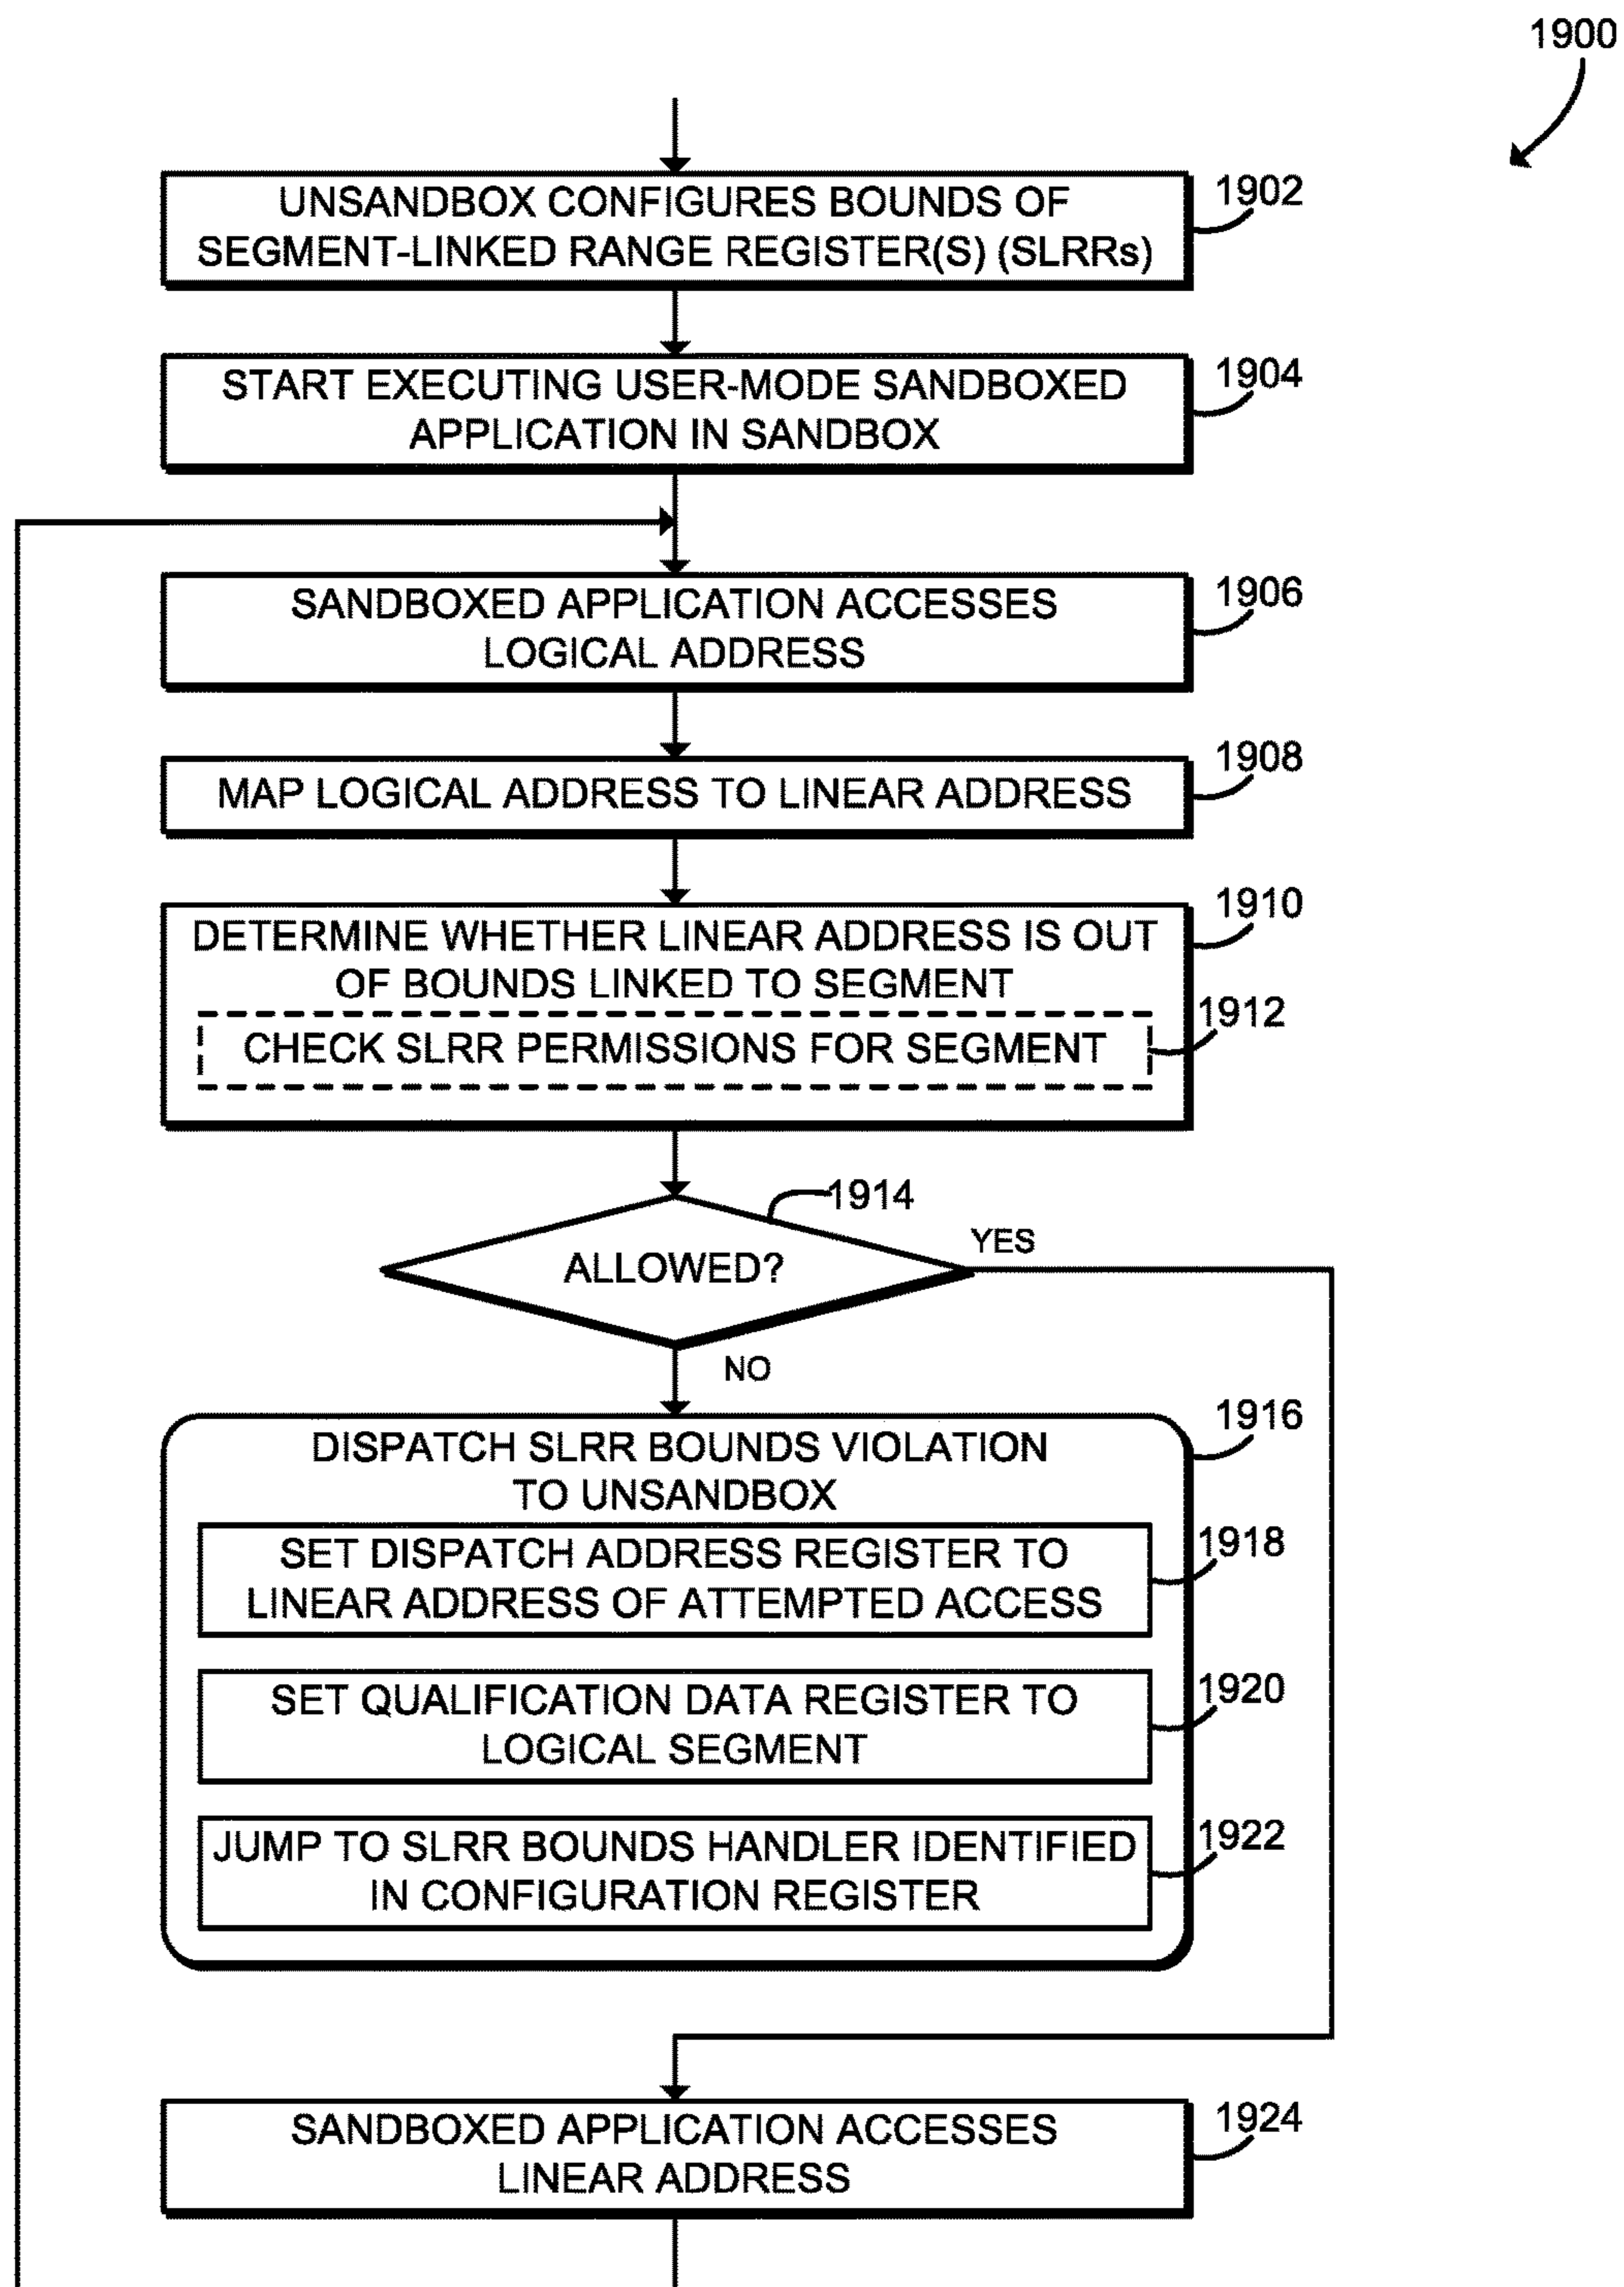 1900
UNSANDBOX CONFIGURES BOUNDS OF
SEGMENT-LINKED RANGE REGISTER(S) (SLRRs)
1902
START EXECUTING USER-MODE SANDBOXED
APPLICATION IN SANDBOX
1904
SANDBOXED APPLICATION ACCESSES
LOGICAL ADDRESS
1906
MAP LOGICAL ADDRESS TO LINEAR ADDRESS
1908
DETERMINE WHETHER LINEAR ADDRESS IS OUT
OF BOUNDS LINKED TO SEGMENT
1910
CHECK SLRR PERMISSIONS FOR SEGMENT
1912
1914
ALLOWED?
YES
NO
DISPATCH SLRR BOUNDS VIOLATION
TO UNSANDBOX
1916
SET DISPATCH ADDRESS REGISTER TO
LINEAR ADDRESS OF ATTEMPTED ACCESS
1918
SET QUALIFICATION DATA REGISTER TO
LOGICAL SEGMENT
1920
JUMP TO SLRR BOUNDS HANDLER IDENTIFIED
IN CONFIGURATION REGISTER
1922
SANDBOXED APPLICATION ACCESSES
LINEAR ADDRESS
1924